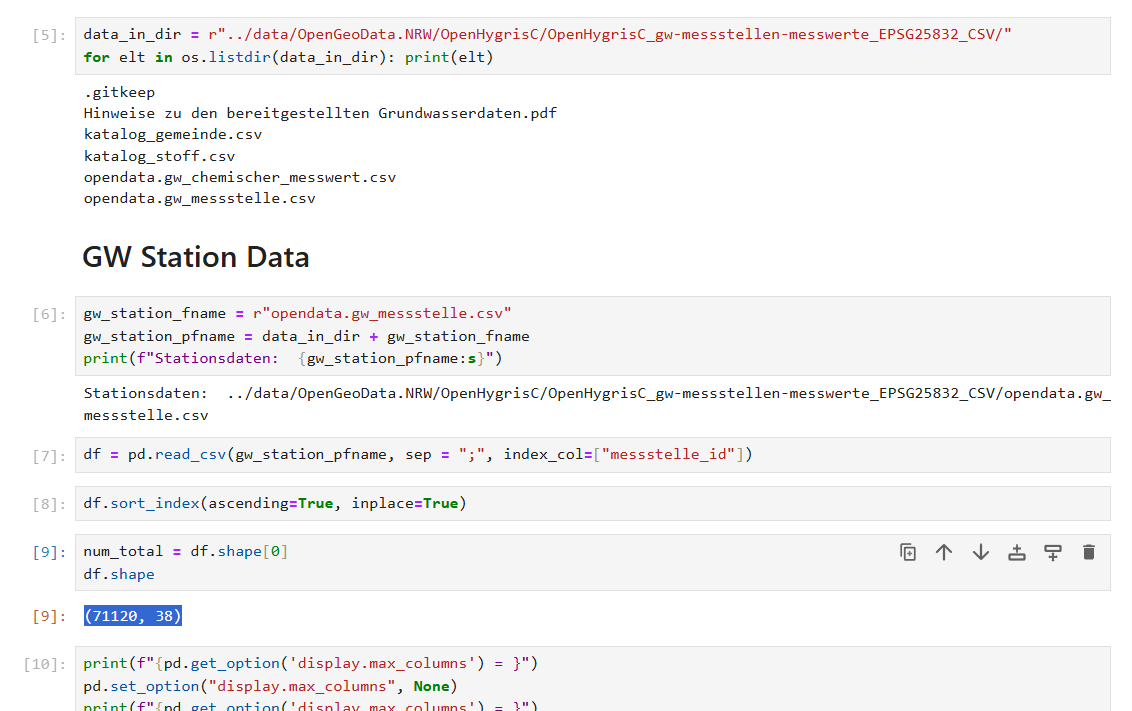 [5]: data_in_dir = r"../data/OpenGeoData.NRW/OpenHygrisC/OpenHygrisC_gw-messstellen-messwerte_EPSG25832_CSV/"
for elt in os.listdir(data_in_dir): print(elt)
.gitkeep
Hinweise zu den bereitgestellten Grundwasserdaten.pdf
katalog_gemeinde.csv
katalog_stoff.csv
opendata.gw_chemischer_messwert.csv
opendata.gw_messstelle.csv
GW Station Data
[6]: gw_station_fname = r"opendata.gw_messstelle.csv"
gw_station_pfname = data_in_dir + gw_station_fname
print(f"Stationsdaten:  {gw_station_pfname:s}")
Stationsdaten:  ../data/OpenGeoData.NRW/OpenHygrisC/OpenHygrisC_gw-messstellen-messwerte_EPSG25832_CSV/opendata.gw_
messstelle.csv
[7]: df = pd.read_csv(gw_station_pfname, sep = ";", index_col=["messstelle_id"])
[8]: df.sort_index(ascending=True, inplace=True)
[9]: num_total = df.shape[0]
df.shape
[9]: (71120, 38)
[10]: print(f"{pd.get_option('display.max_columns') = }")
pd.set_option("display.max_columns", None)
print(f"{pd.get_option('display.max_columns') = }")